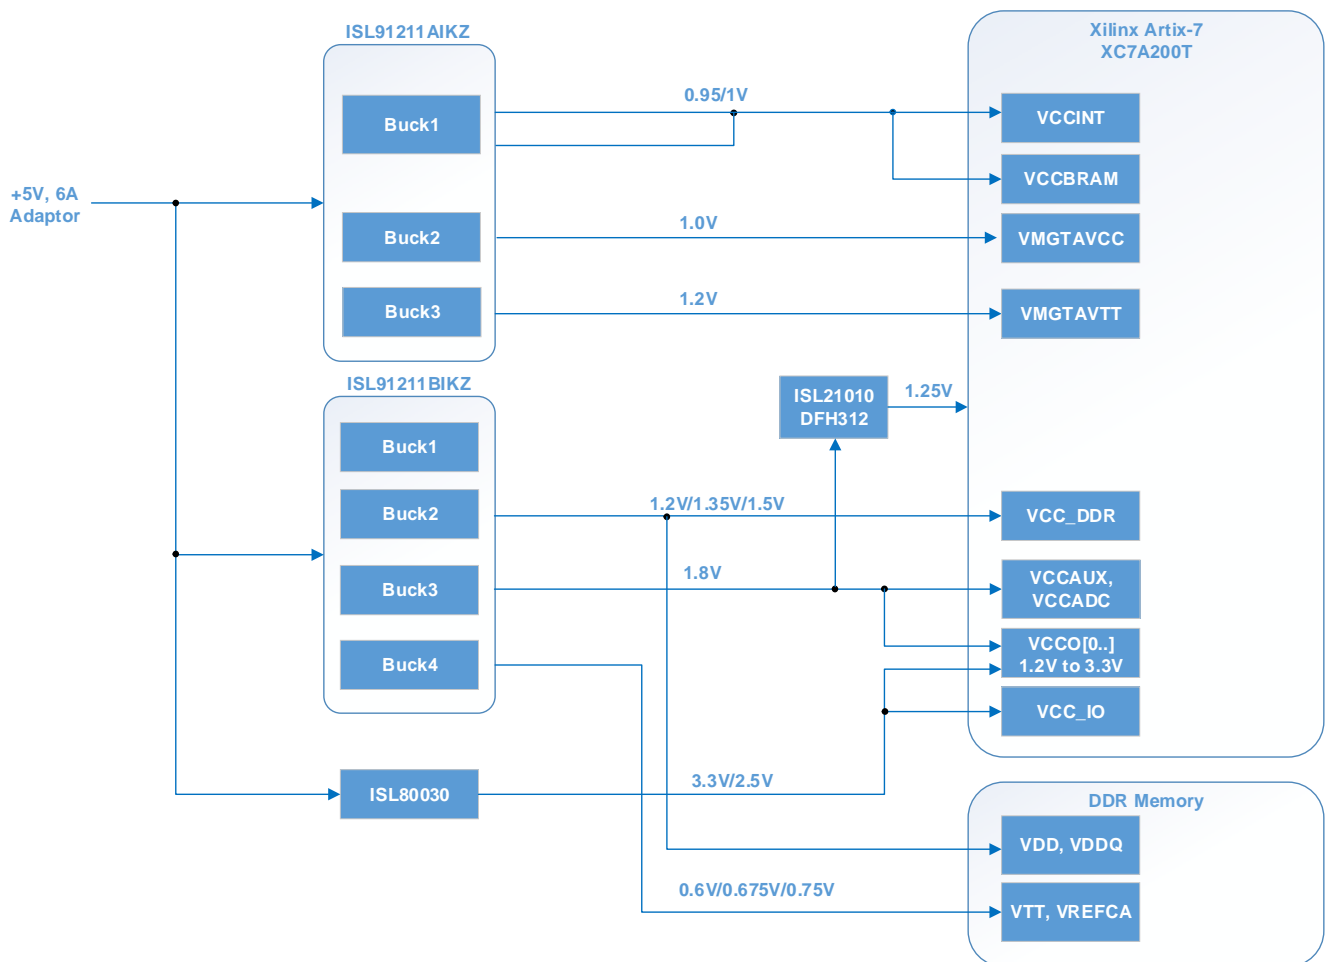 ISL91211AIKZ
Xilinx Artix-7
XC7A200T
0.95/1V
Buck1
VCCINT
VCCBRAM
+5V, 6A
Adaptor
1.0V
Buck2
VMGTAVCC
1.2V
Buck3
VMGTAVTT
ISL91211BIKZ
ISL21010
DFH312
1.25V
Buck1
1.2V/1.35V/1.5V
Buck2
VCC_DDR
1.8V
Buck3
VCCAUX,
VCCADC
VCCO[0..]
1.2V to 3.3V
Buck4
VCC_IO
3.3V/2.5V
ISL80030
DDR Memory
VDD, VDDQ
0.6V/0.675V/0.75V
VTT, VREFCA